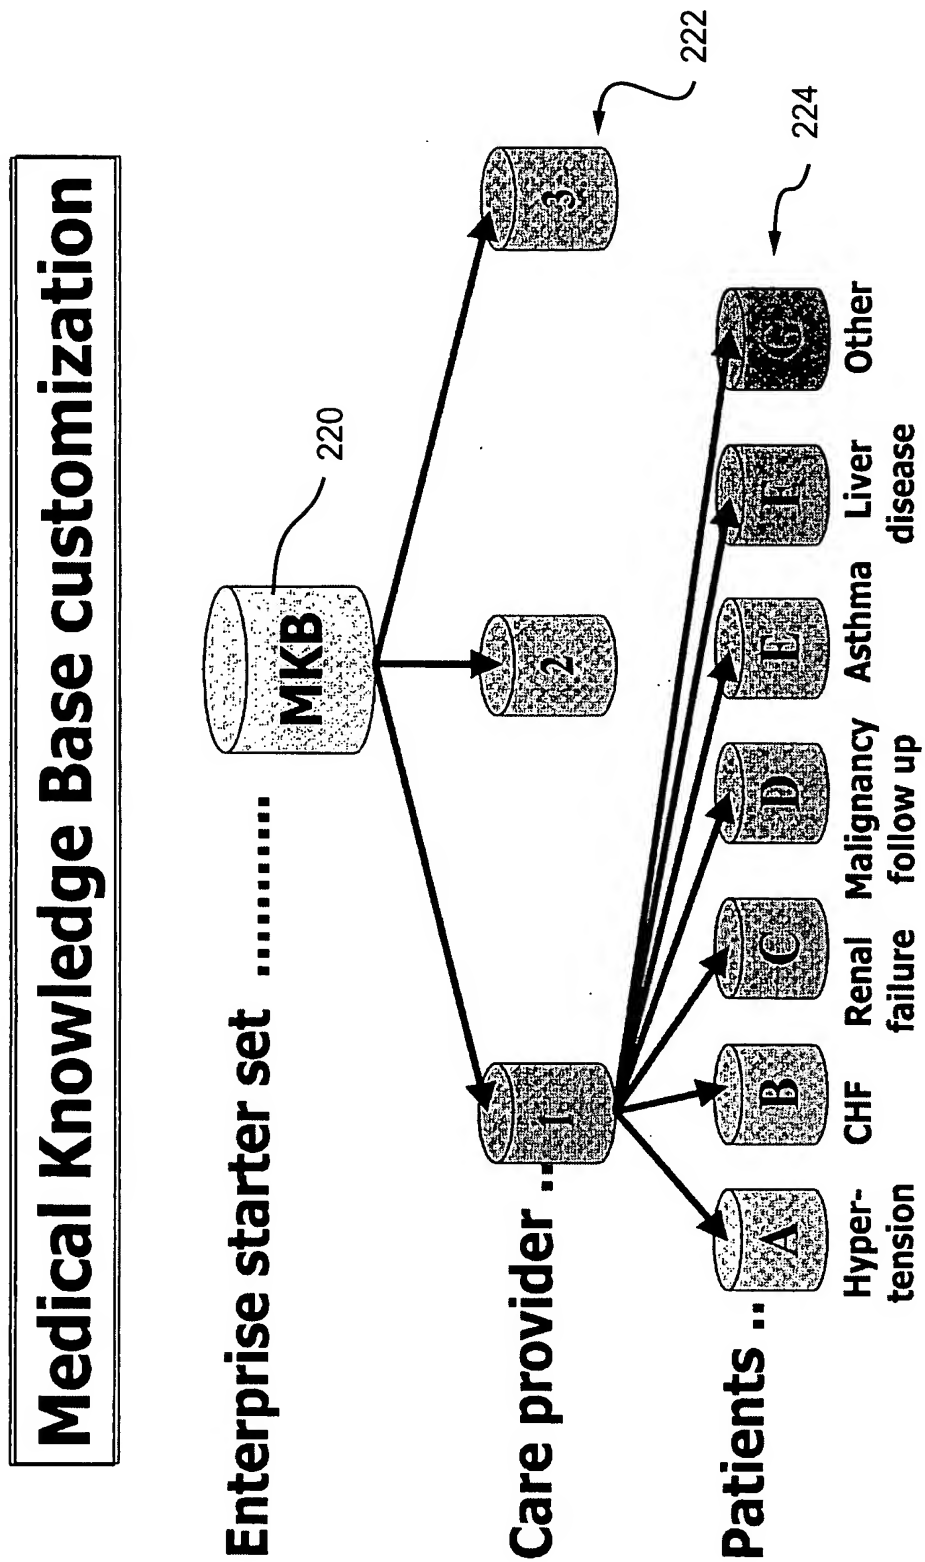 Medical Knowledge Base customization
Enterprise starter set ..........
MKB
220
Care provider ..
1
2
3
222
Patients ..
A
B
C
D
E
F
G
224
Hyper-
tension
CHF
Renal
failure
Malignancy
follow up
Asthma
Liver
disease
Other